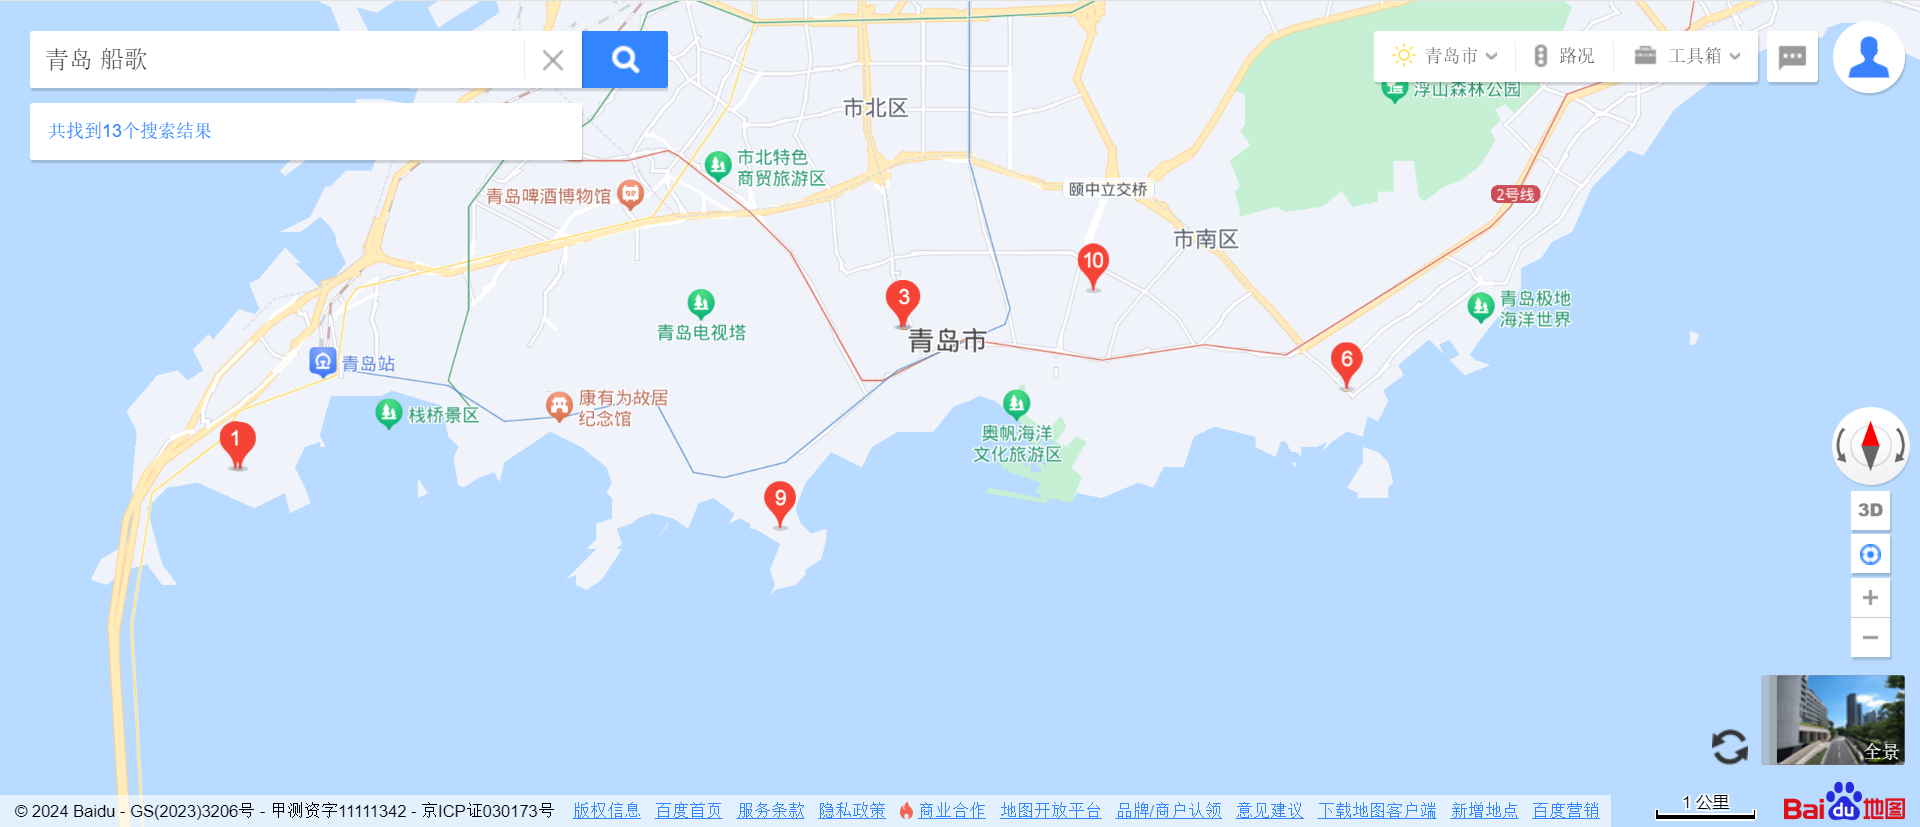 青岛 船歌
共找到13个搜索结果
青岛市
路况
工具箱
浮山森林公园
市北区
市北特色
商贸旅游区
青岛啤酒博物馆
颐中立交桥
2号线
市南区
10
3
青岛市
青岛电视塔
青岛极地
海洋世界
6
青岛站
康有为故居
纪念馆
栈桥景区
1
奥帆海洋
文化旅游区
9
3D
全景
1 公里
© 2024 Baidu - GS(2023)3206号 - 甲测资字11111342 - 京ICP证030173号 版权信息 百度首页 服务条款 隐私政策 商业合作 地图开放平台 品牌/商户认领 意见建议 下载地图客户端 新增地点 百度营销
Bai du 地图